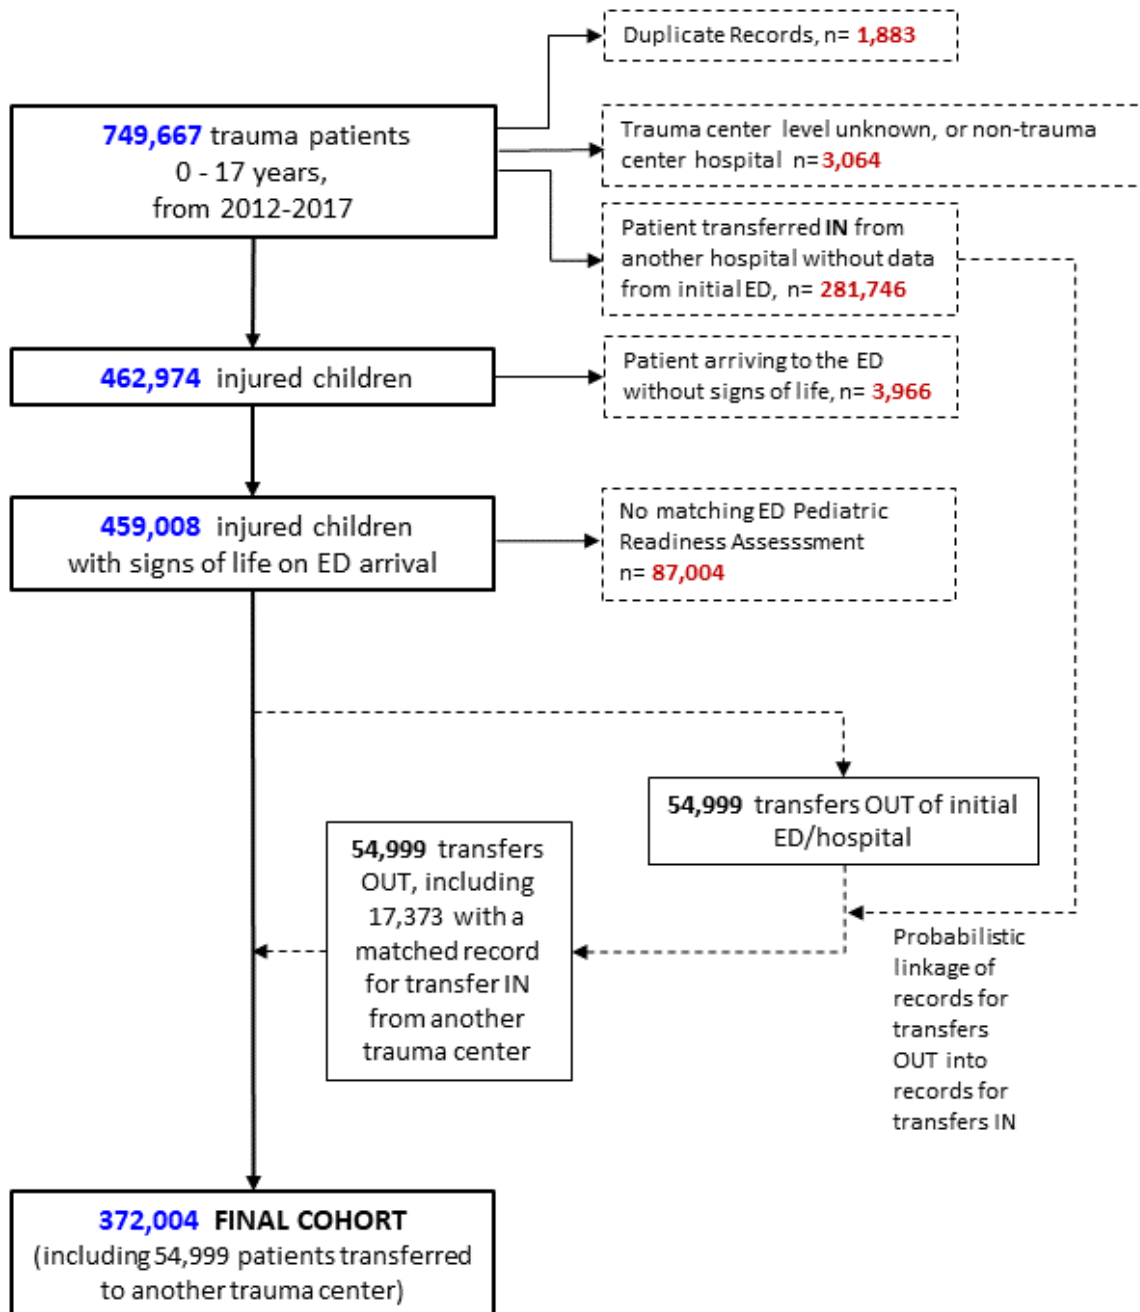 Duplicate Records, n= 1,883
749,667 trauma patients
0 - 17 years,
from 2012-2017
Trauma center level unknown, or non-trauma
center hospital n= 3,064
Patient transferred IN from
another hospital without data
from initial ED, n= 281,746
462,974 injured children
Patient arriving to the ED
without signs of life, n= 3,966
459,008 injured children
with signs of life on ED arrival
No matching ED Pediatric
Readiness Assesssment
n= 87,004
54,999 transfers OUT of initial
ED/hospital
54,999 transfers
OUT, including
17,373 with a
matched record
for transfer IN
from another
trauma center
Probabilistic
linkage of
records for
transfers
OUT into
records for
transfers IN
372,004 FINAL COHORT
(including 54,999 patients transferred
to another trauma center)